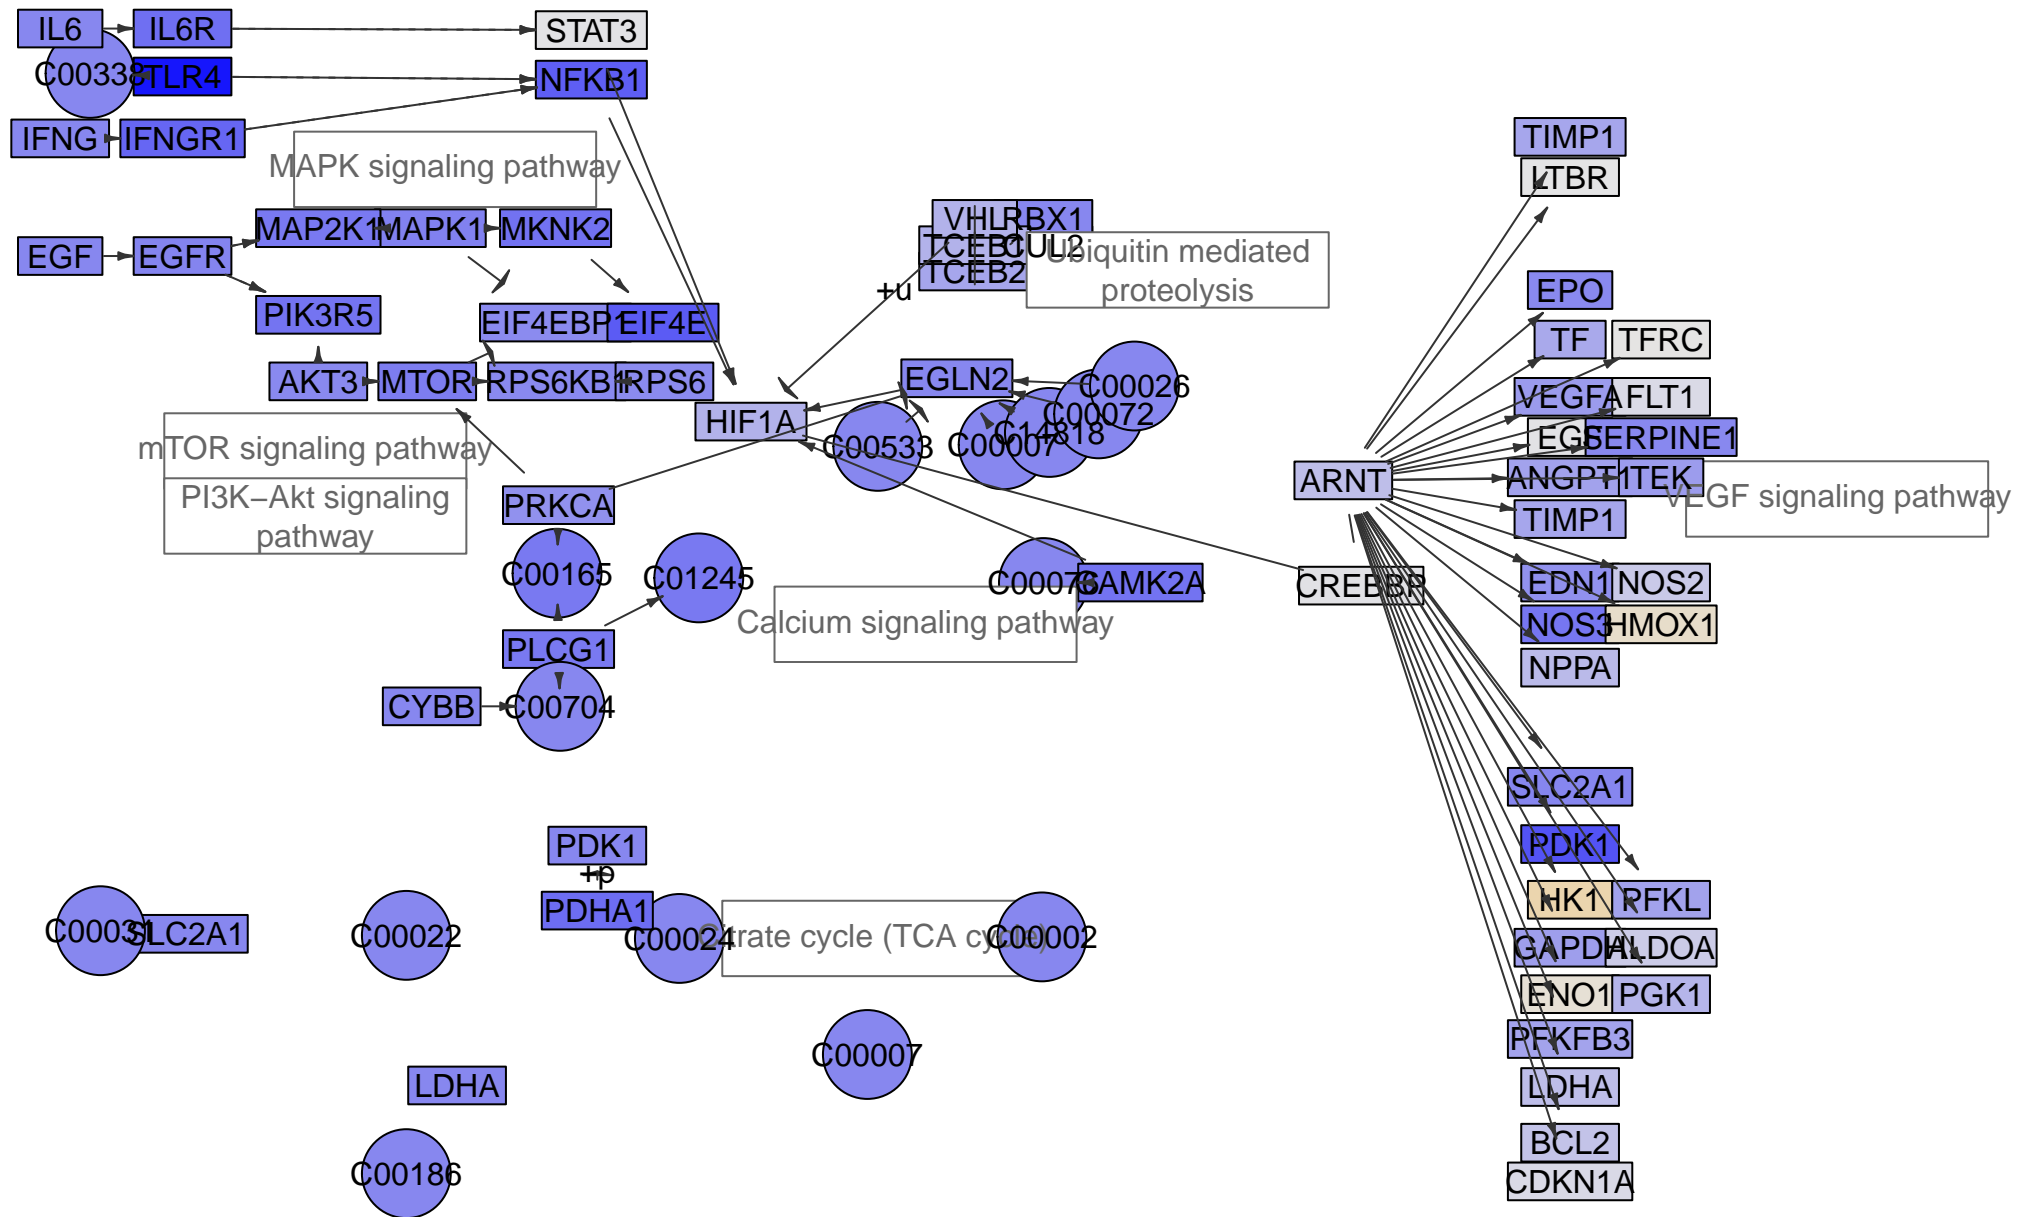 IL6
IL6R
STAT3
C00338
TLR4
NFKB1
IFNG
IFNGR1
MAPK signaling pathway
MAP2K1
MAPK1
MKNK2
EGF
EGFR
PIK3R5
EIF4EBP1
EIF4E
AKT3
MTOR
RPS6KB1
RPS6
HIF1A
mTOR signaling pathway
PI3K–Akt signaling
pathway
PRKCA
C00165
C01245
PLCG1
CYBB
C00704
VHL
RBX1
TCEB1
CUL2
TCEB2
Ubiquitin mediated
proteolysis
+u
EGLN2
C00026
C00072
C14818
C00007
C00533
C00076
CAMK2A
Calcium signaling pathway
ARNT
CREBBP
TIMP1
LTBR
EPO
TF
TFRC
VEGFA
FLT1
EGF
SERPINE1
ANGPT1
TEK
VEGF signaling pathway
TIMP1
EDN1
NOS2
NOS3
HMOX1
NPPA
SLC2A1
PDK1
HK1
PFKL
GAPDH
ALDOA
ENO1
PGK1
PFKFB3
LDHA
BCL2
CDKN1A
PDK1
+p
PDHA1
C00031
SLC2A1
C00022
C00024
Citrate cycle (TCA cycle)
C00002
C00007
LDHA
C00186